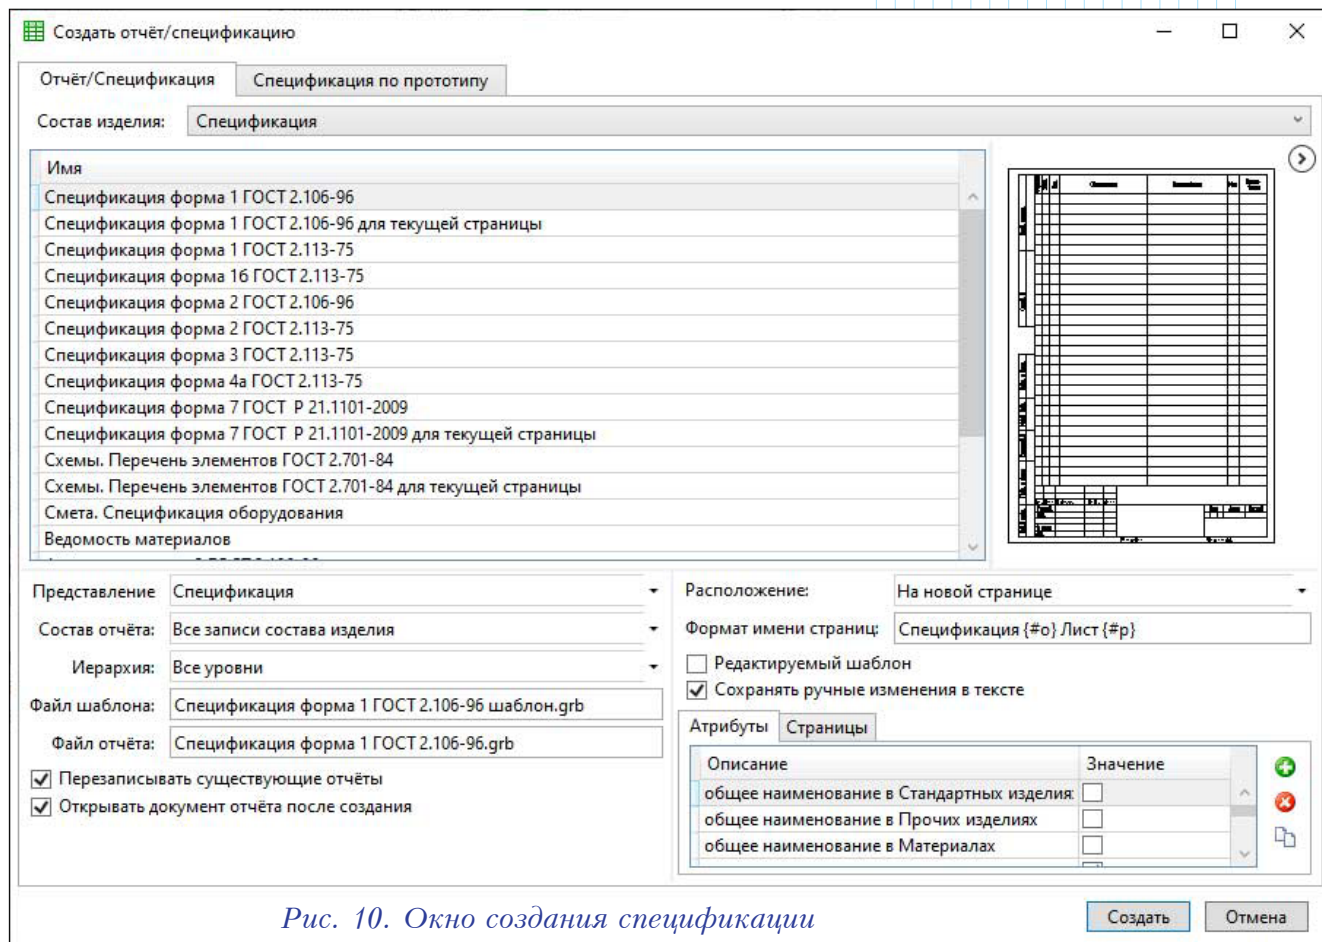 Создать отчёт/спецификацию
Отчёт/Спецификация
Спецификация по прототипу
Состав изделия:
Спецификация
Имя
Спецификация форма 1 ГОСТ 2.106-96
Спецификация форма 1 ГОСТ 2.106-96 для текущей страницы
Спецификация форма 1 ГОСТ 2.113-75
Спецификация форма 16 ГОСТ 2.113-75
Спецификация форма 2 ГОСТ 2.106-96
Спецификация форма 2 ГОСТ 2.113-75
Спецификация форма 3 ГОСТ 2.113-75
Спецификация форма 4а ГОСТ 2.113-75
Спецификация форма 7 ГОСТ Р 21.1101-2009
Спецификация форма 7 ГОСТ Р 21.1101-2009 для текущей страницы
Схемы. Перечень элементов ГОСТ 2.701-84
Схемы. Перечень элементов ГОСТ 2.701-84 для текущей страницы
Смета. Спецификация оборудования
Ведомость материалов
Представление Спецификация
Состав отчёта: Все записи состава изделия
Иерархия: Все уровни
Файл шаблона: Спецификация форма 1 ГОСТ 2.106-96 шаблон.grb
Файл отчёта: Спецификация форма 1 ГОСТ 2.106-96.grb
Перезаписывать существующие отчёты
Открывать документ отчёта после создания
Расположение: На новой странице
Формат имени страниц: Спецификация {#o} Лист {#p}
Редактируемый шаблон
Сохранять ручные изменения в тексте
Атрибуты Страницы
Описание Значение
общее наименование в Стандартных изделия
общее наименование в Прочих изделиях
общее наименование в Материалах
Рис. 10. Окно создания спецификации
Создать Отмена